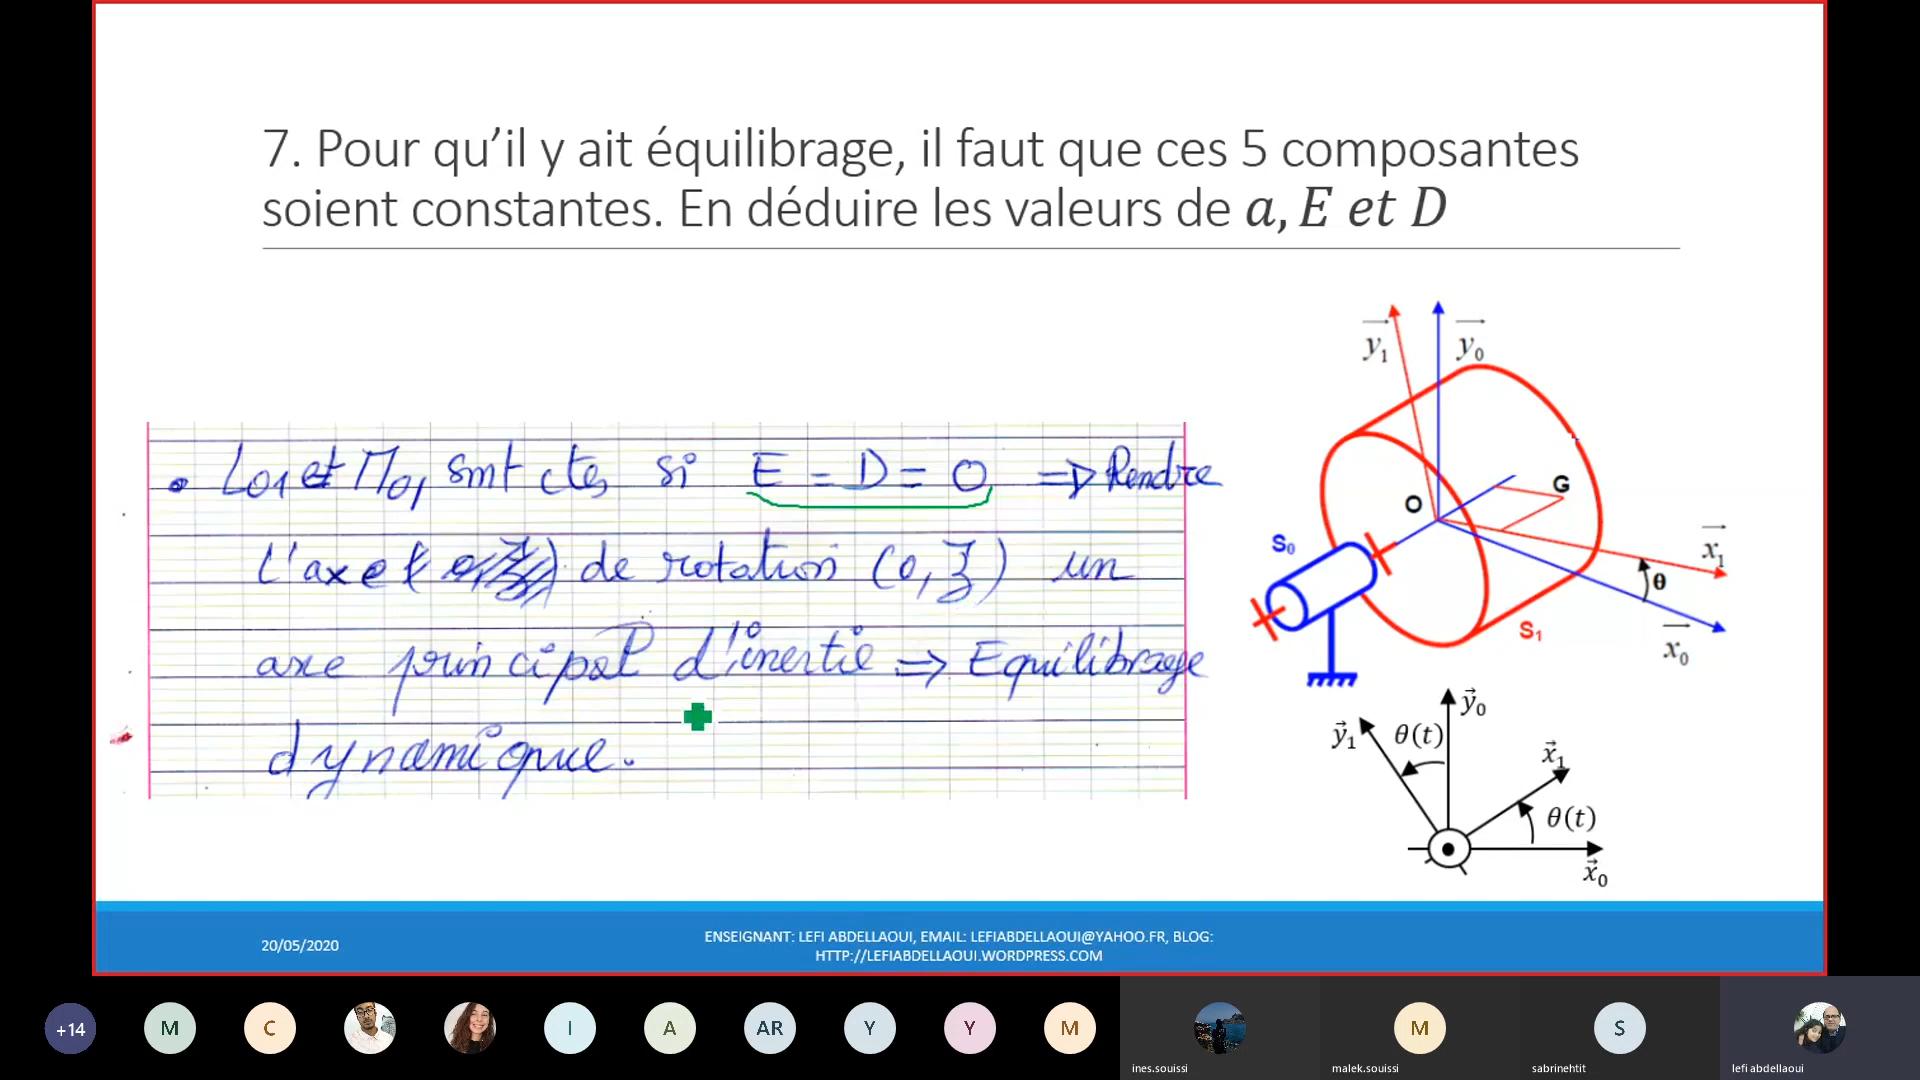 7. Pour qu’il y ait équilibrage, il faut que ces 5 composantes
soient constantes. En déduire les valeurs de a, E et D
• L01 et M01 sont ctes si E = D = 0 => Rendre
l'axe de rotation (0, z) un
axe principal d'inertie => Equilibrage
dynamique.
y1
y0
G
O
S0
x1
θ
S1
x0
y0
y1
θ(t)
x1
θ(t)
x0
20/05/2020
ENSEIGNANT: LEFI ABDELLAOUI, EMAIL: LEFIABDELLAOUI@YAHOO.FR, BLOG:
HTTP://LEFIABDELLAOUI.WORDPRESS.COM
+14
M
C
I
A
AR
Y
Y
M
M
S
ines.souissi
malek.souissi
sabrinehtit
lefi abdellaoui